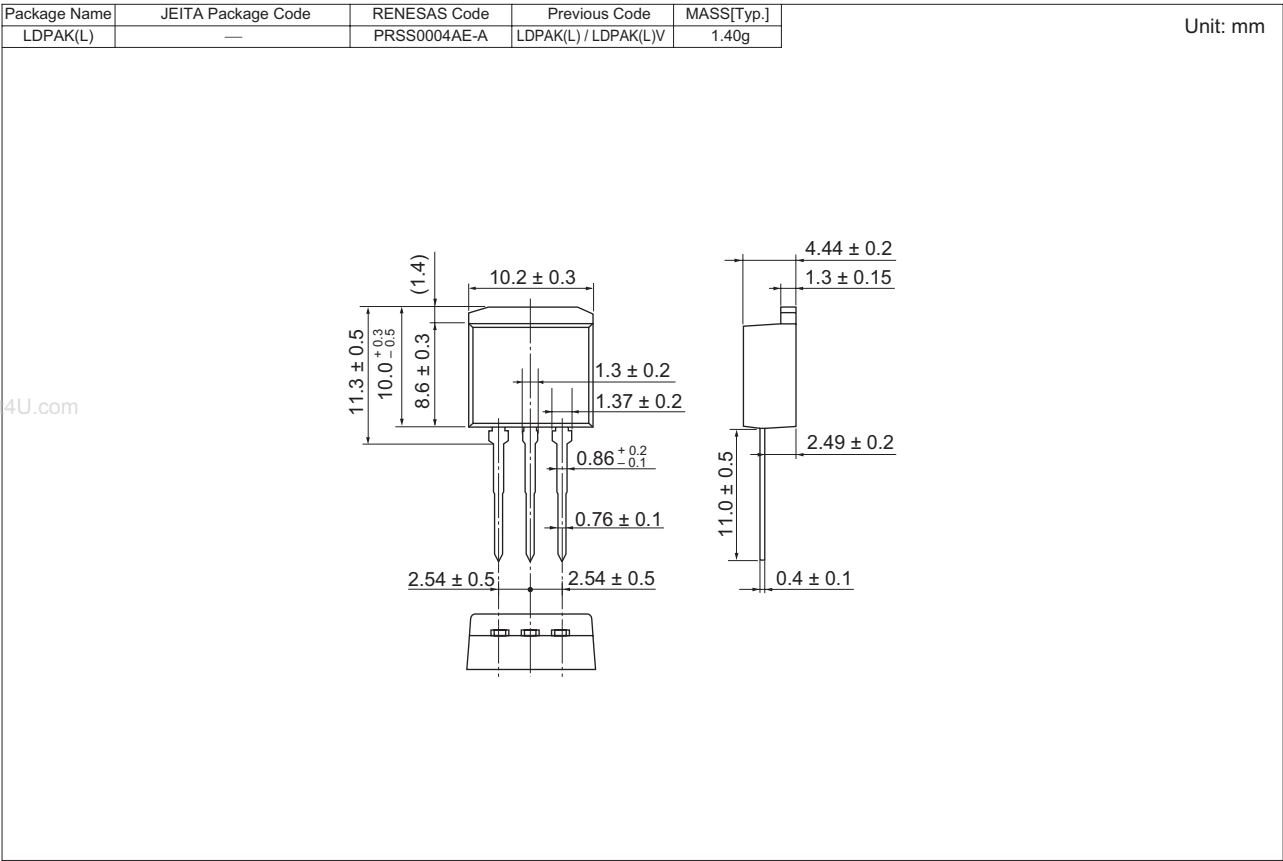 Package Name JEITA Package Code RENESAS Code Previous Code MASS[Typ.]
LDPAK(L) — PRSS0004AE-A LDPAK(L) / LDPAK(L)V 1.40g
Unit: mm
4.44 ± 0.2
(1.4)
10.2 ± 0.3
1.3 ± 0.15
11.3 ± 0.5
10.0 + 0.3 – 0.5
8.6 ± 0.3
1.3 ± 0.2
1.37 ± 0.2
4U.com
2.49 ± 0.2
0.86 + 0.2 – 0.1
11.0 ± 0.5
0.76 ± 0.1
2.54 ± 0.5
2.54 ± 0.5
0.4 ± 0.1